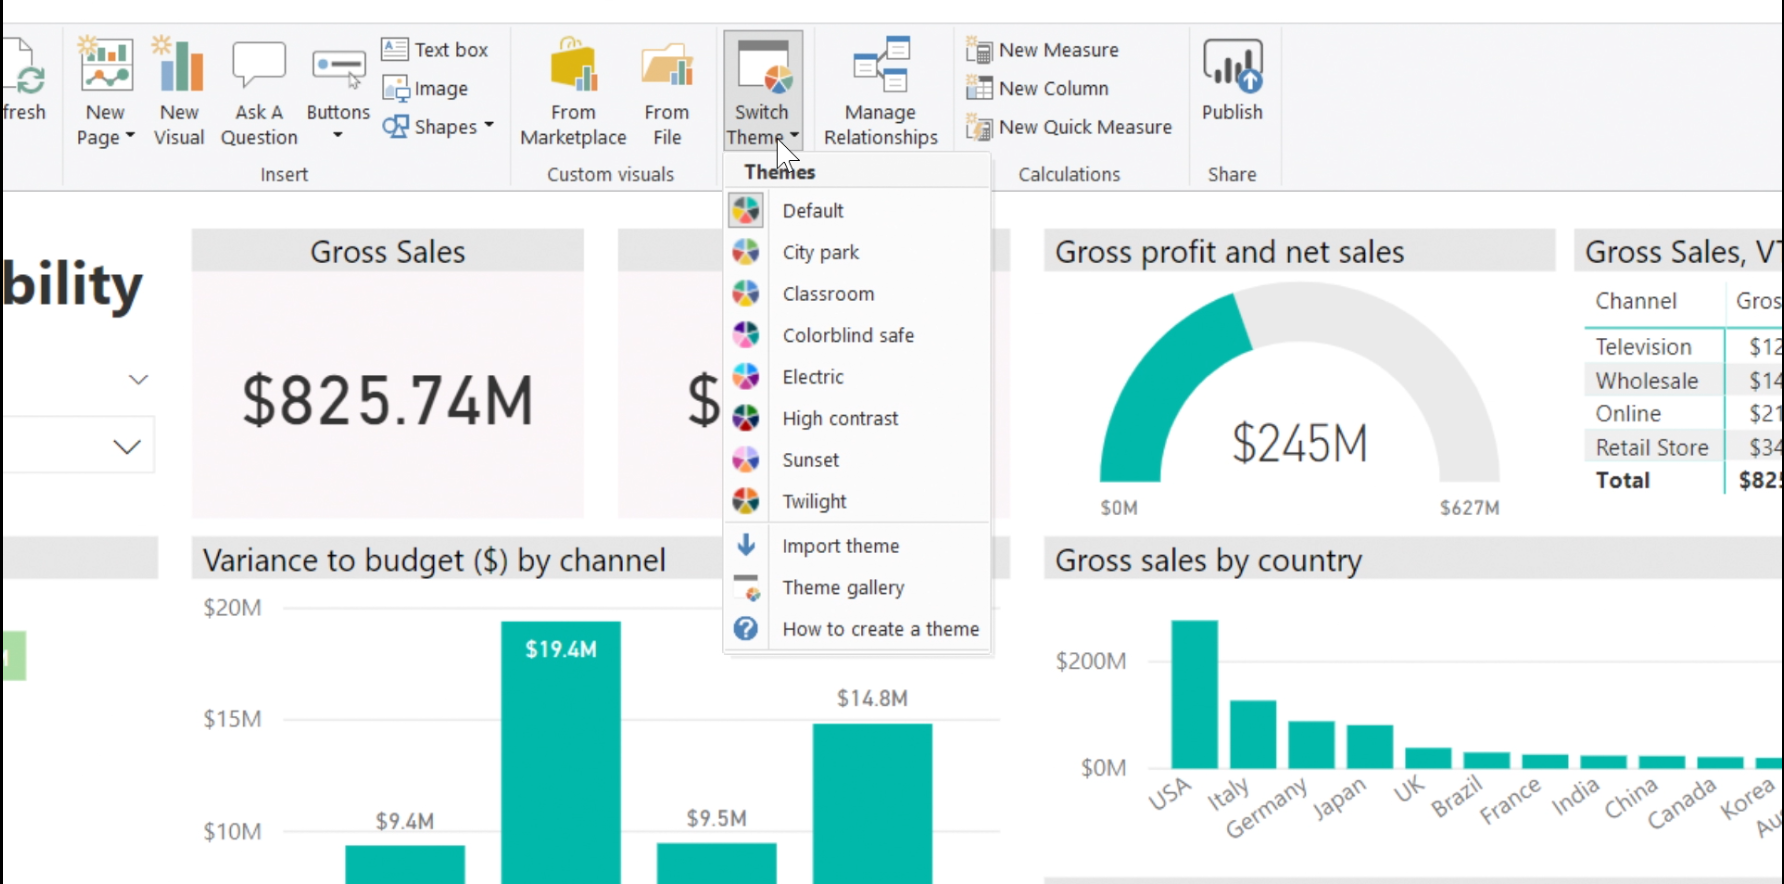 fresh
New
Page
New
Visual
Ask A
Question
Buttons
Text box
Image
Shapes
Insert
From
Marketplace
From
File
Custom visuals
Switch
Theme
Manage
Relationships
New Measure
New Column
New Quick Measure
Calculations
Publish
Share
Themes
Default
City park
Classroom
Colorblind safe
Electric
High contrast
Sunset
Twilight
Import theme
Theme gallery
How to create a theme
bility
Gross Sales
$825.74M
$
Gross profit and net sales
$245M
$0M
$627M
Gross Sales, VT
Channel Gros
Television $12
Wholesale $14
Online $21
Retail Store $34
Total $825
Variance to budget ($) by channel
$20M
$15M
$10M
$9.4M
$19.4M
$9.5M
$14.8M
Gross sales by country
$200M
$0M
USA
Italy
Germany
Japan
UK
Brazil
France
India
China
Canada
Korea
Au